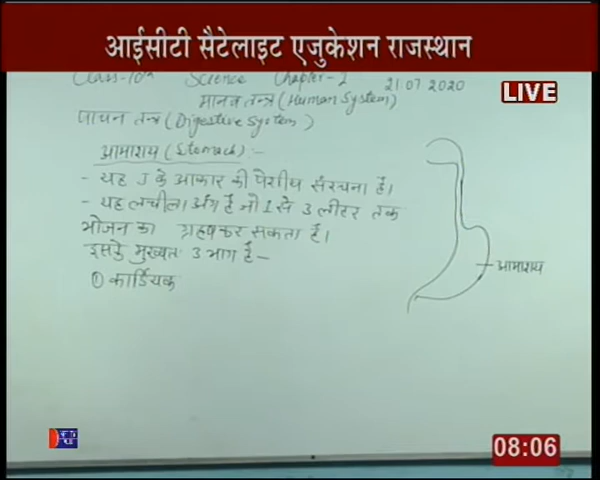 आईसीटी सैटेलाइट एजुकेशन राजस्थान
Class-10th Science Chapter-2 21.07.2020
LIVE
मानव तन्त्र (Human System)
पाचन तन्त्र (Digestive System)
आमाशय (Stomach) :-
- यह J के आकार की पेशीय संरचना है।
- यह लचीला अंग है जो 1 से 3 लीटर तक
भोजन का ग्रहण कर सकता है।
इसके मुख्यतः 3 भाग है -
① कार्डियक
आमाशय
08:06